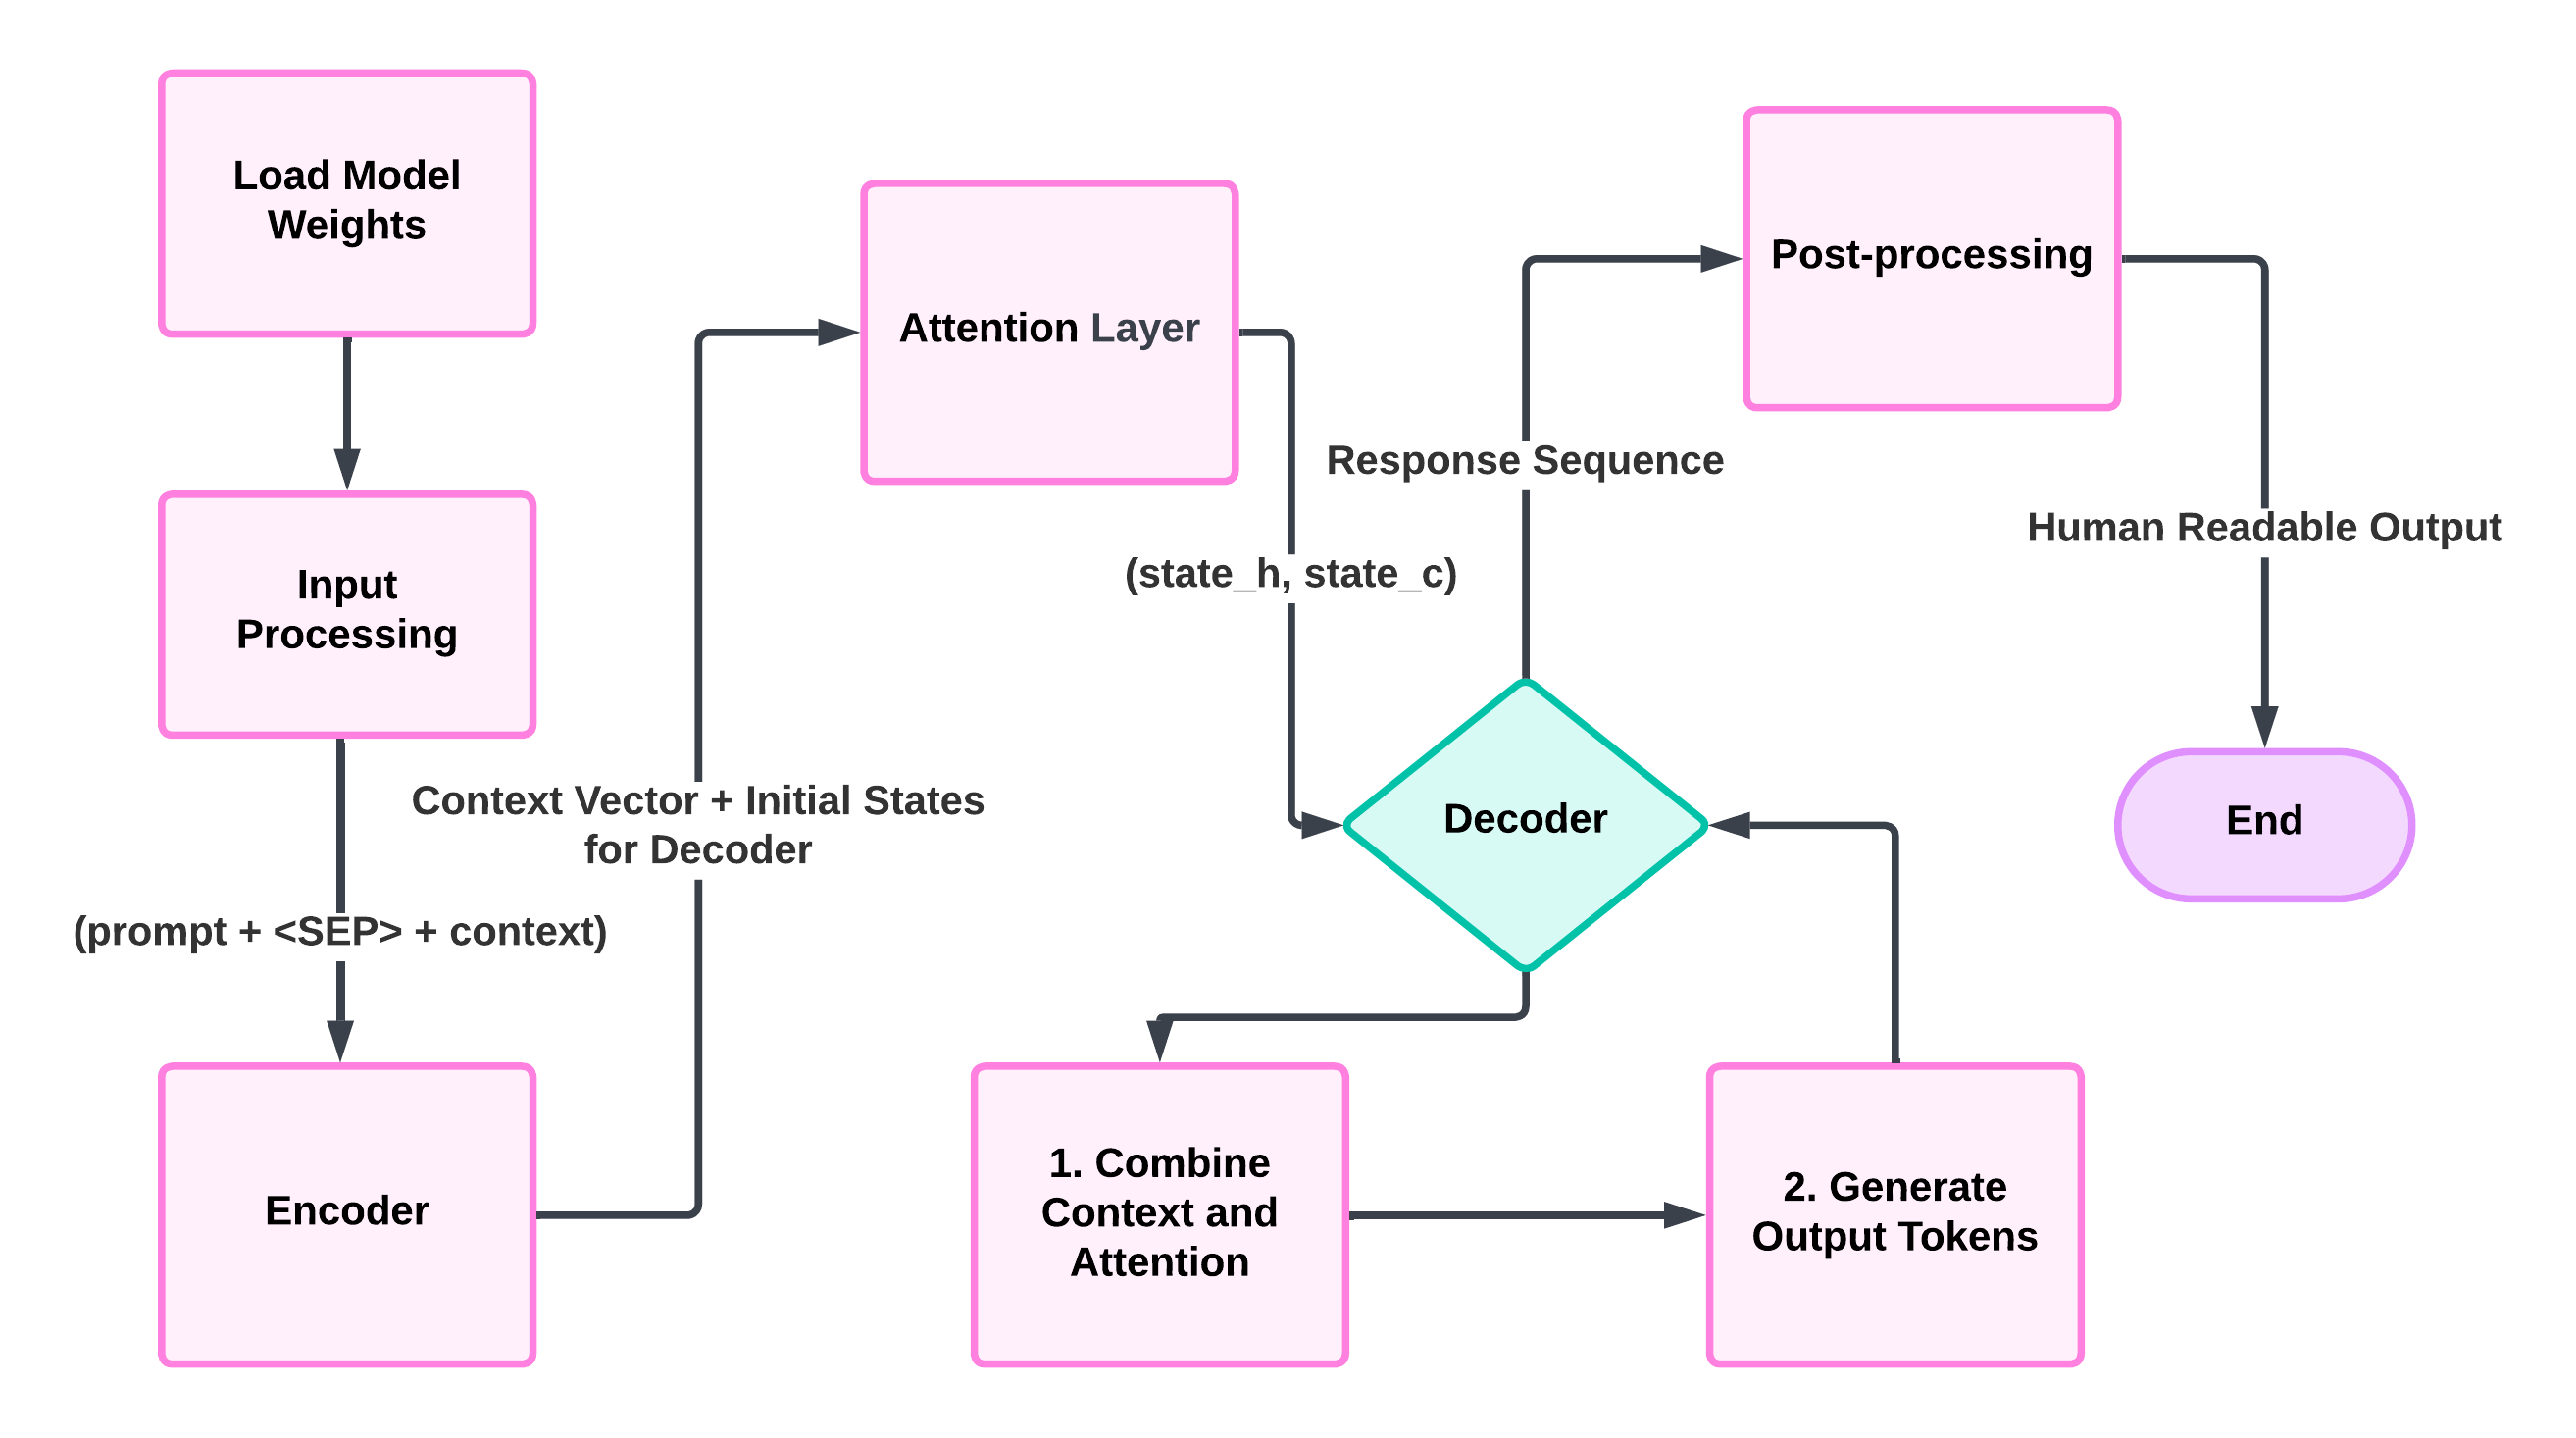 Load Model
Weights
Input
Processing
(prompt + <SEP> + context)
Encoder
Context Vector + Initial States
for Decoder
Attention Layer
(state_h, state_c)
Decoder
1. Combine
Context and
Attention
2. Generate
Output Tokens
Response Sequence
Post-processing
Human Readable Output
End